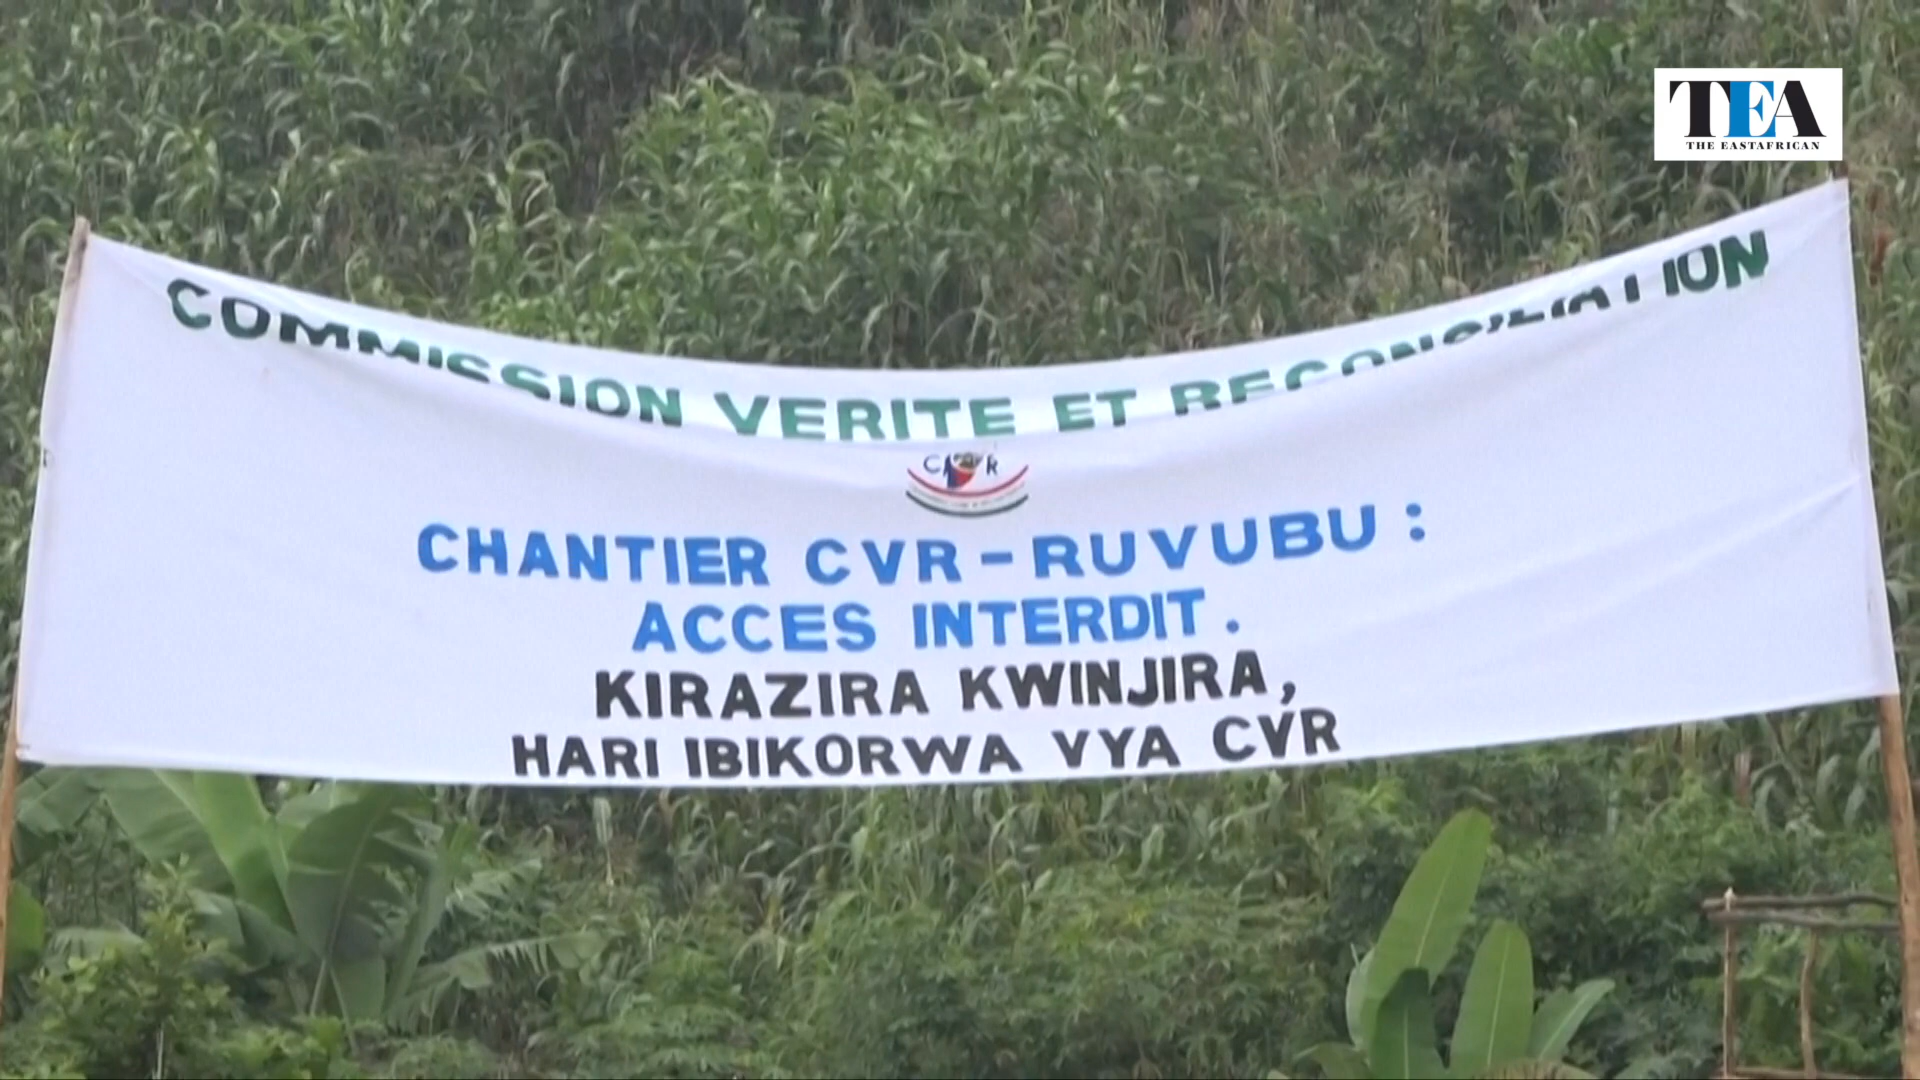 TEA
THE EASTAFRICAN
COMMISSION VERITE ET RECONCILIATION
CVR
CHANTIER CVR - RUVUBU :
ACCES INTERDIT.
KIRAZIRA KWINJIRA,
HARI IBIKORWA VYA CVR